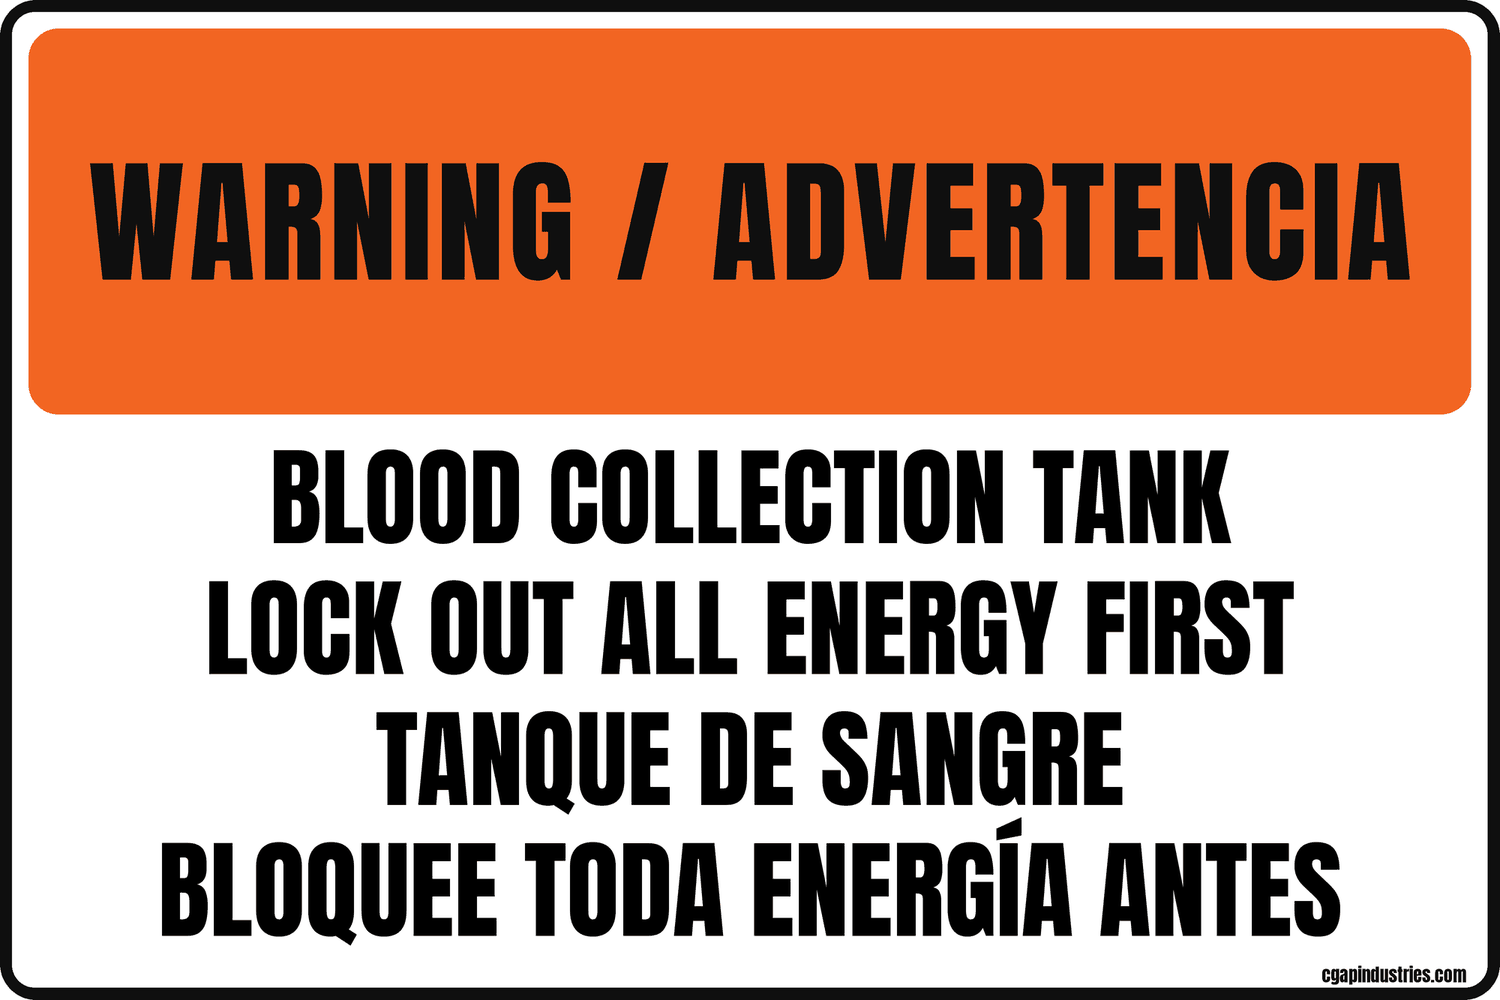 WARNING / ADVERTENCIA
BLOOD COLLECTION TANK
LOCK OUT ALL ENERGY FIRST
TANQUE DE SANGRE
BLOQUEE TODA ENERGÍA ANTES
cgapindustries.com